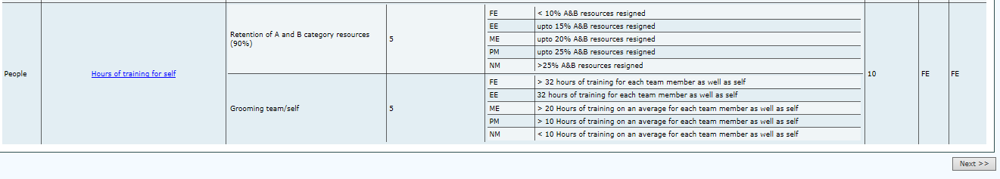 People
Hours of training for self
Retention of A and B category resources
(90%)
5
FE < 10% A&B resources resigned
EE upto 15% A&B resources resigned
ME upto 20% A&B resources resigned
PM upto 25% A&B resources resigned
NM >25% A&B resources resigned
Grooming team/self
5
FE > 32 hours of training for each team member as well as self
EE 32 hours of training for each team member as well as self
ME > 20 Hours of training on an average for each team member as well as self
PM > 10 Hours of training on an average for each team member as well as self
NM < 10 Hours of training on an average for each team member as well as self
10
FE
FE
Next >>